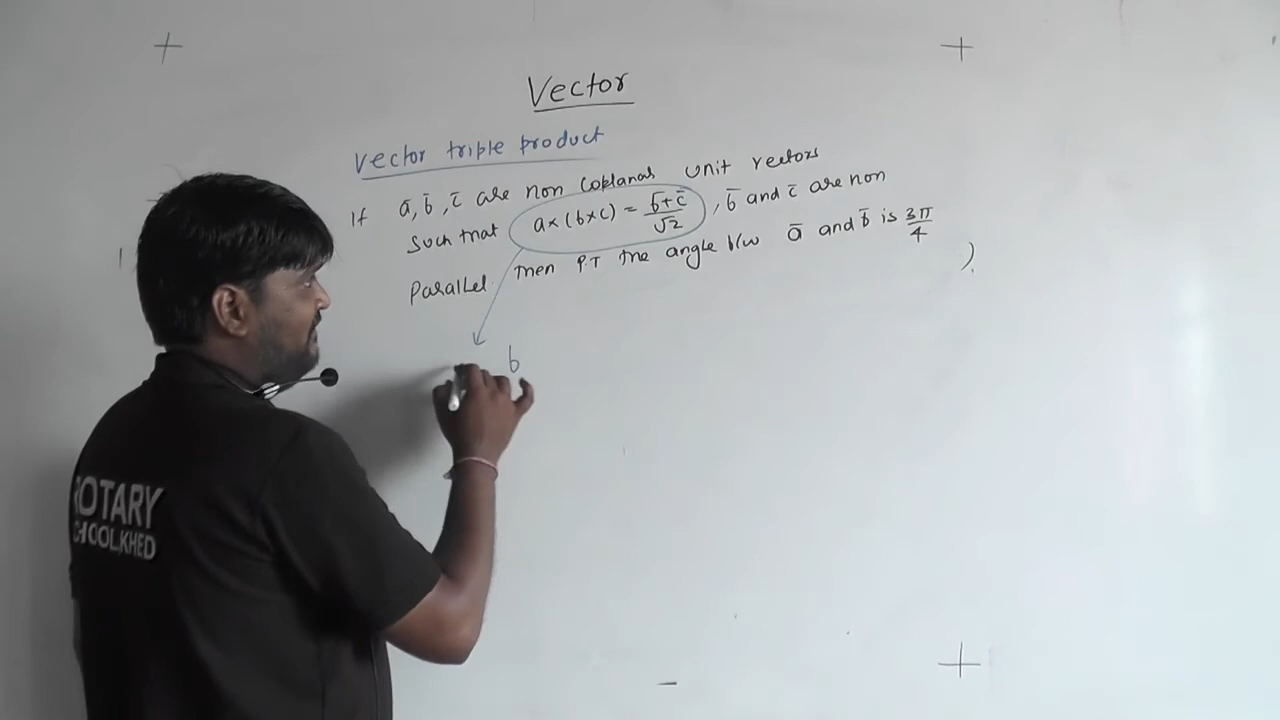 Vector
Vector triple product
If a̅, b̅, c̅ are non coplanar unit vectors
such that a×(b×c) = b̅+c̅/√2, b̅ and c̅ are non
parallel. then P.T the angle b/w a̅ and b̅ is 3π/4
b
ROTARY